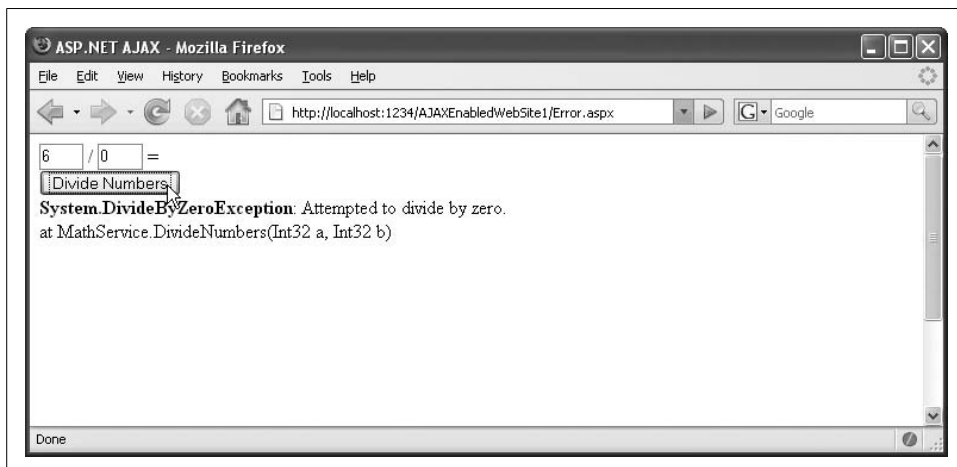 ASP.NET AJAX - Mozilla Firefox
File Edit View History Bookmarks Tools Help
http://localhost:1234/AJAXEnabledWebSite1/Error.aspx G Google
6 / 0 =
Divide Numbers
System.DivideByZeroException: Attempted to divide by zero.
at MathService.DivideNumbers(Int32 a, Int32 b)
Done